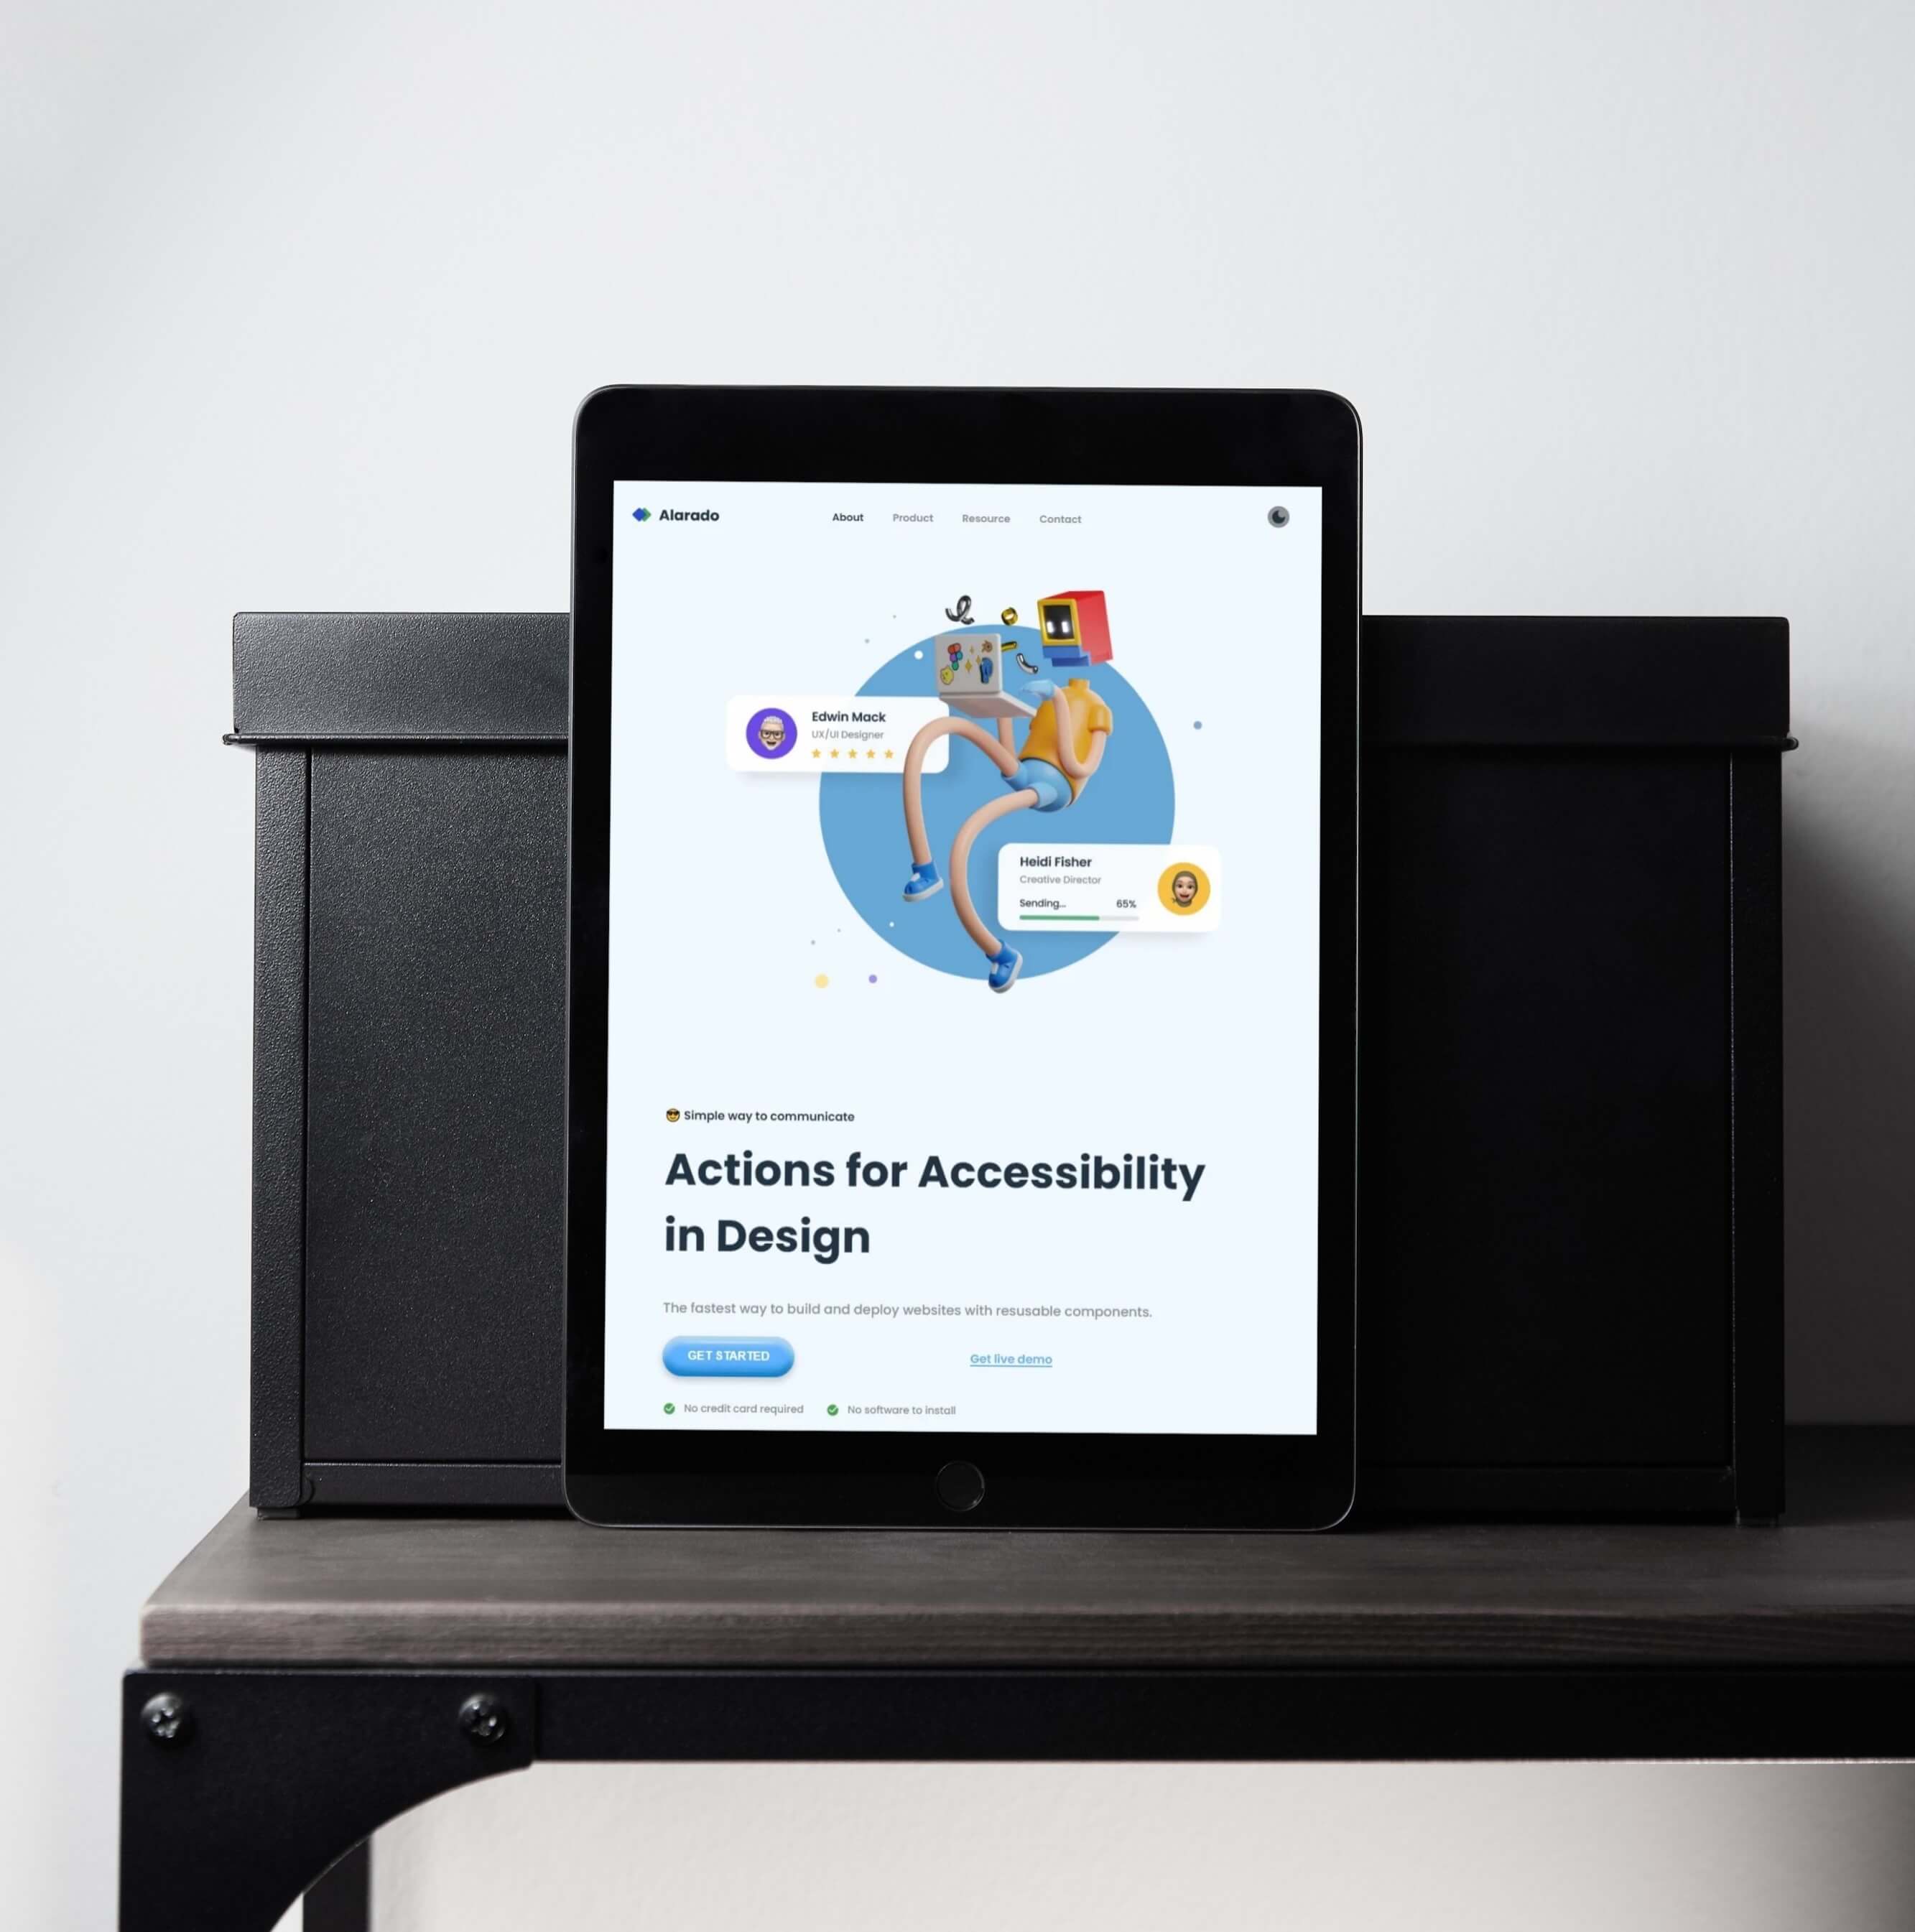 Alarado
About Product Resource Contact
Edwin Mack
UX/UI Designer
Heidi Fisher
Creative Director
Sending... 65%
😎 Simple way to communicate
Actions for Accessibility
in Design
The fastest way to build and deploy websites with resusable components.
GET STARTED Get live demo
No credit card required No software to install